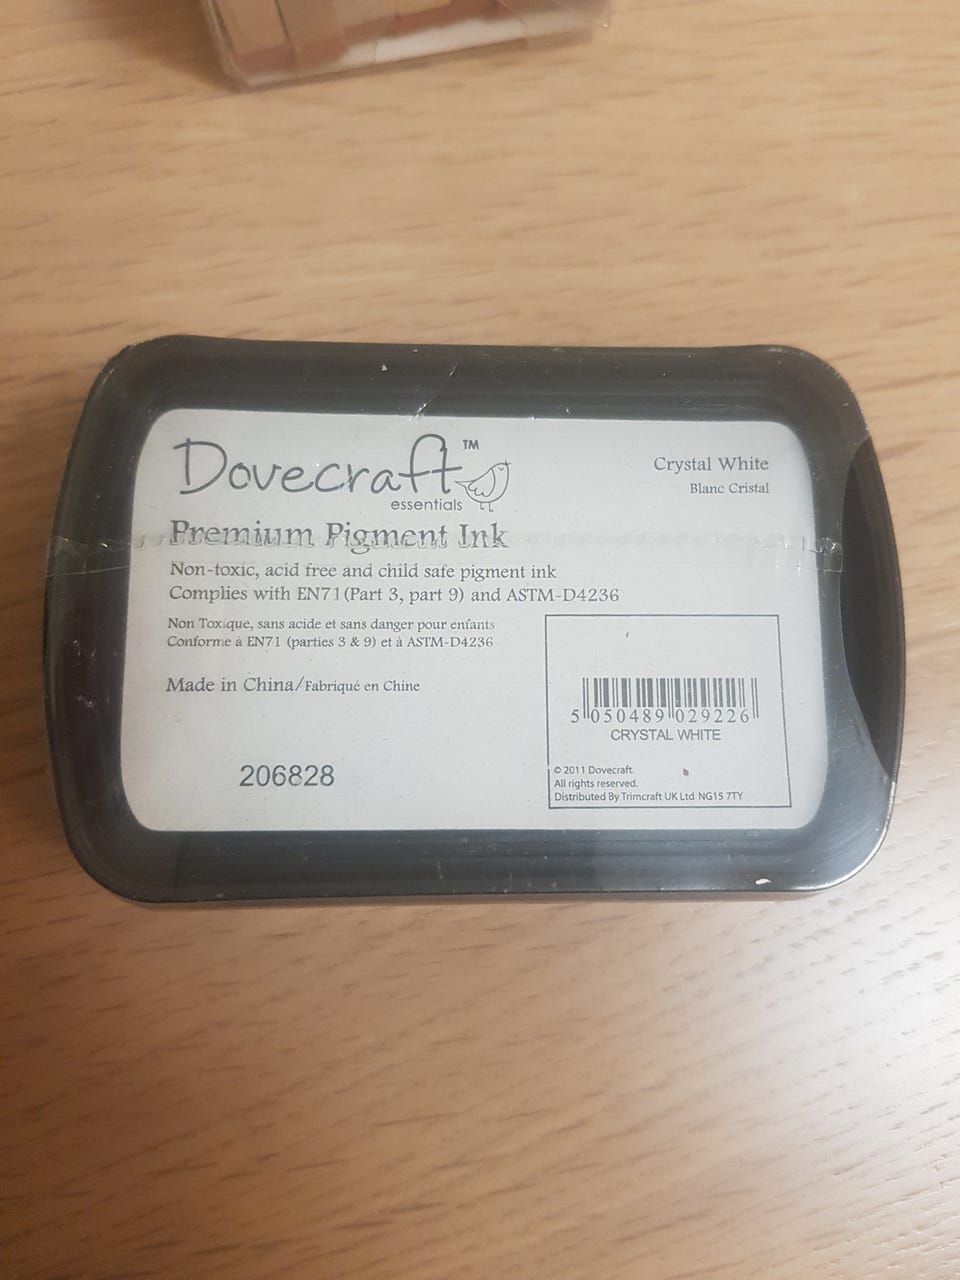 Dovecraft™
essentials
Crystal White
Blanc Cristal
Premium Pigment Ink
Non-toxic, acid free and child safe pigment ink
Complies with EN71(Part 3, part 9) and ASTM-D4236
Non Toxique, sans acide et sans danger pour enfants
Conforme à EN71 (parties 3 & 9) et à ASTM-D4236
Made in China/Fabriqué en Chine
206828
5 050489 029226
CRYSTAL WHITE
© 2011 Dovecraft.
All rights reserved.
Distributed By Trimcraft UK Ltd NG15 7TY